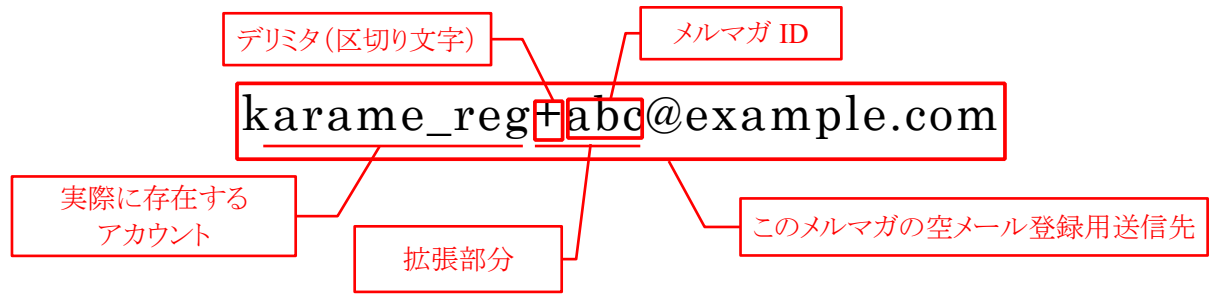 デリミタ(区切り文字)
メルマガ ID
karame_reg+abc@example.com
実際に存在する
アカウント
拡張部分
このメルマガの空メール登録用送信先